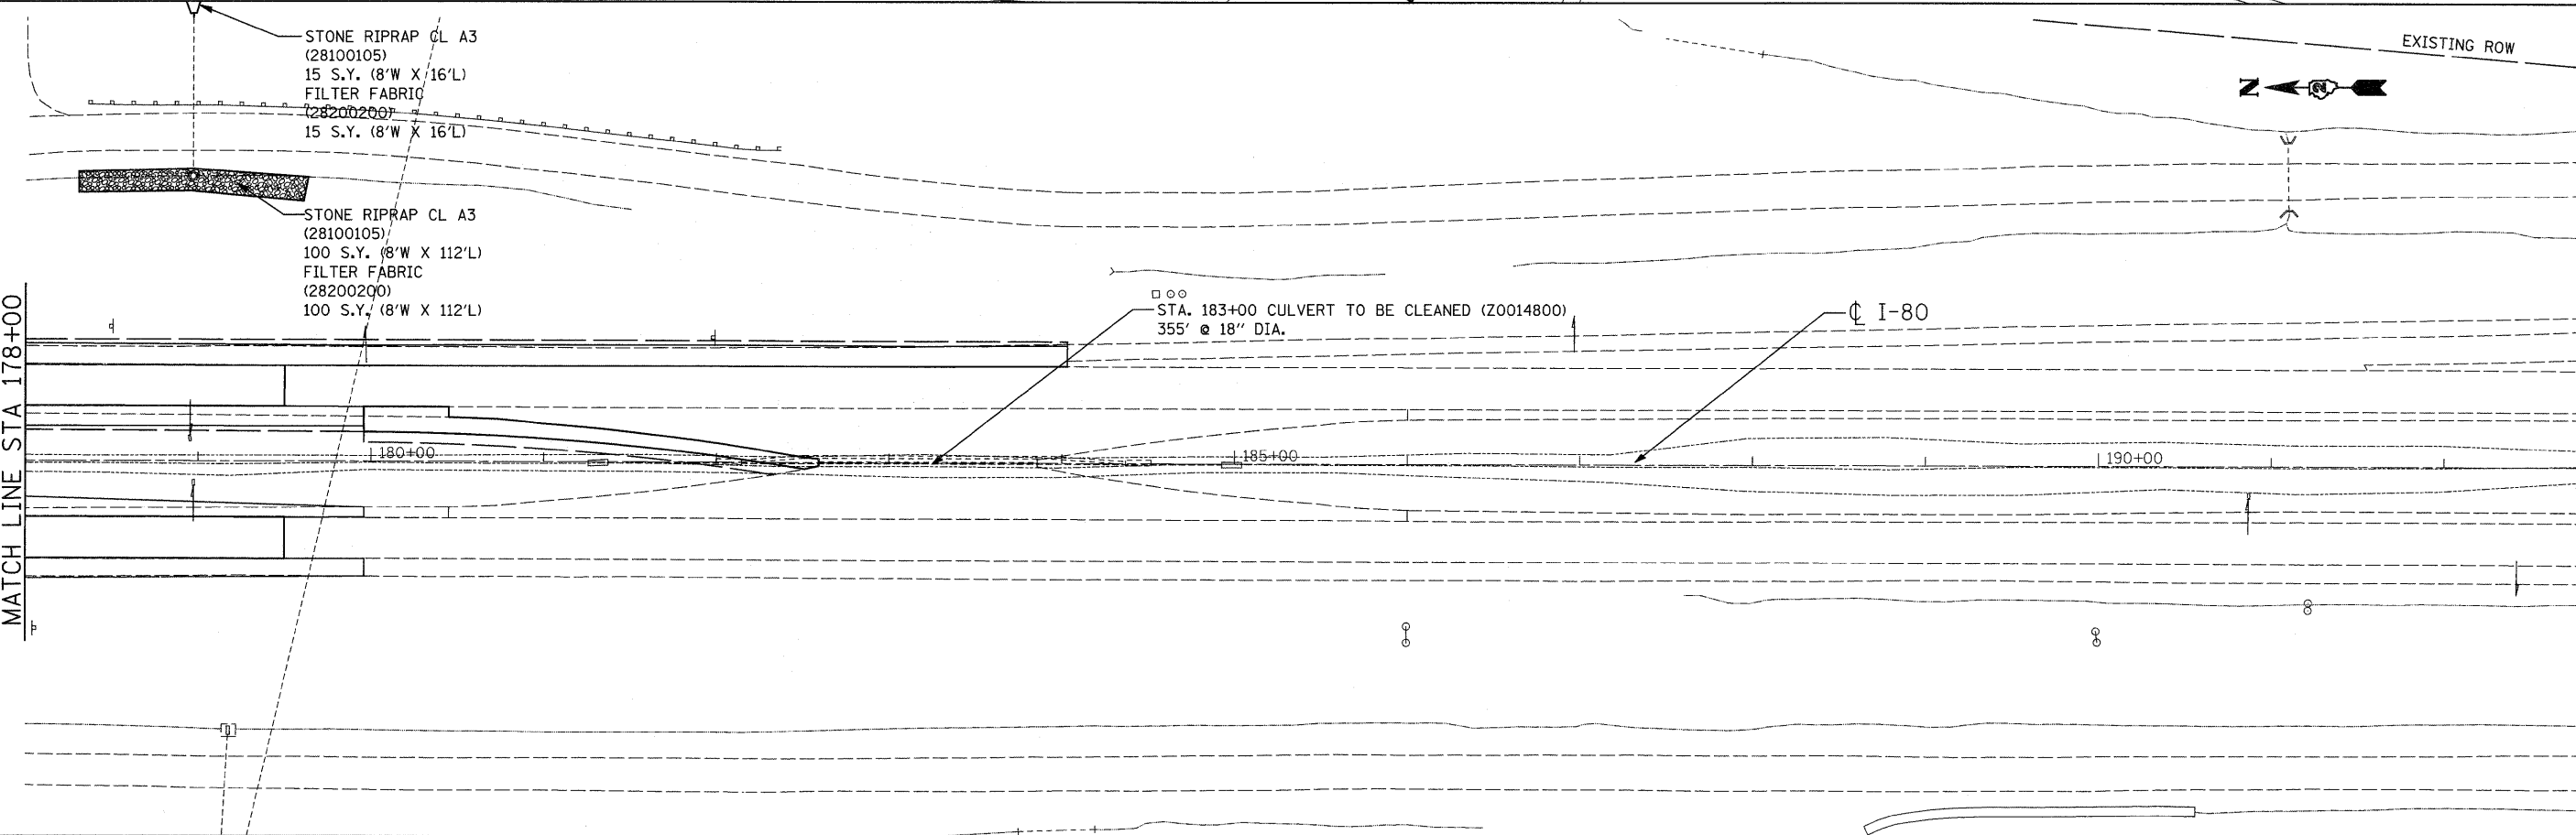 STONE RIPRAP CL A3
(28100105)
15 S.Y. (8'W X 16'L)
FILTER FABRIC
(28200200)
15 S.Y. (8'W X 16'L)
EXISTING ROW
N
2
STONE RIPRAP CL A3
(28100105)
100 S.Y. (8'W X 112'L)
FILTER FABRIC
(28200200)
100 S.Y. (8'W X 112'L)
MATCH LINE STA 178+00
STA. 183+00 CULVERT TO BE CLEANED (Z0014800)
355' @ 18" DIA.
℄ I-80
180+00
185+00
190+00